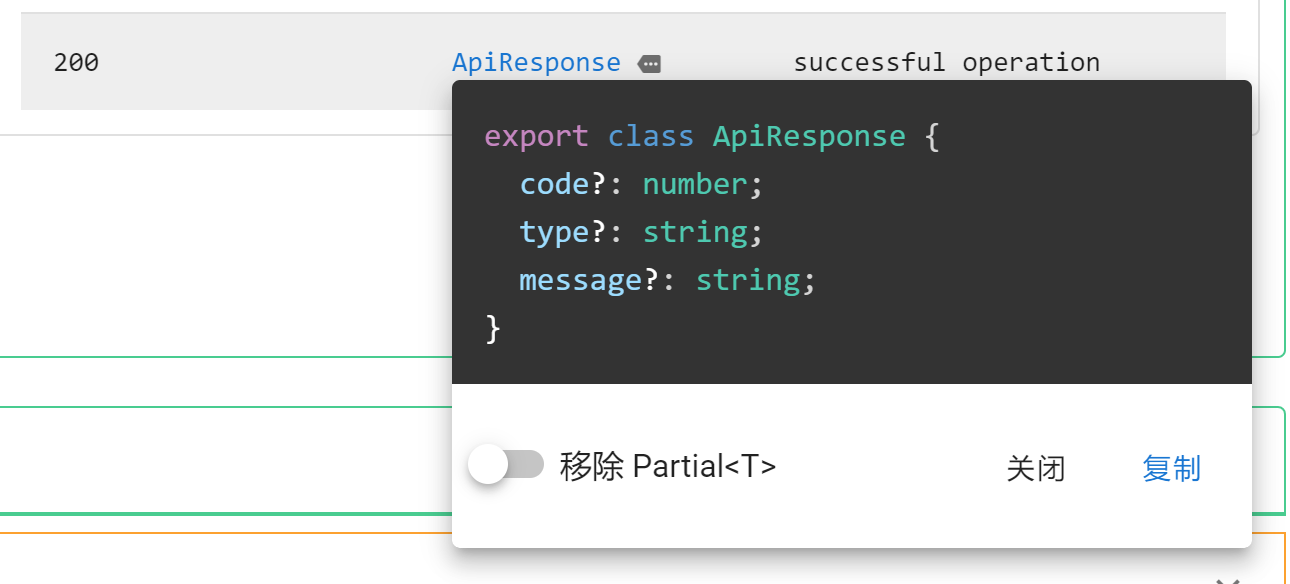 200 ApiResponse successful operation
export class ApiResponse {
  code?: number;
  type?: string;
  message?: string;
}
移除 Partial<T> 关闭 复制